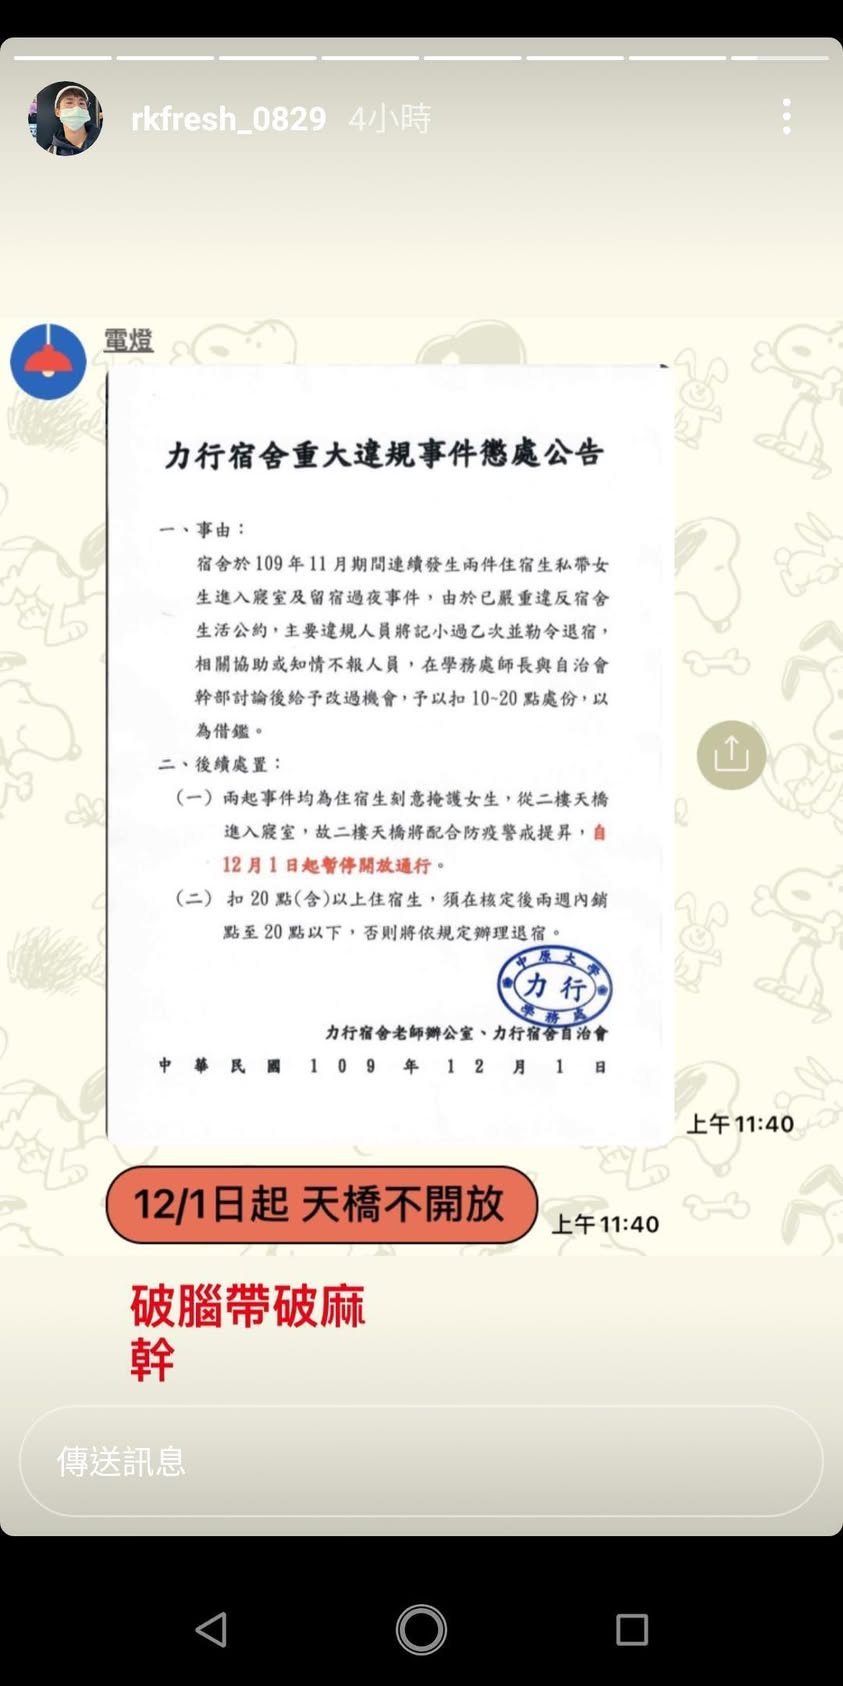 rkfresh_0829 4小時
電燈
力行宿舍重大違規事件懲處公告
一、事由：
宿舍於109年11月期間連續發生兩件住宿生私帶女
生進入寢室及留宿過夜事件，由於已嚴重違反宿舍
生活公約，主要違規人員將記小過乙次並勒令退宿，
相關協助或知情不報人員，在學務處師長與自治會
幹部討論後給予改過機會，予以扣10~20點處份，以
為借鑑。
二、後續處置：
（一）兩起事件均為住宿生刻意掩護女生，從二樓天橋
進入寢室，故二樓天橋將配合防疫警戒提昇，自
12月1日起暫停開放通行。
（二）扣20點(含)以上住宿生，須在核定後兩週內銷
點至20點以下，否則將依規定辦理退宿。
中原大學
力行
學務處
力行宿舍老師辦公室、力行宿舍自治會
中華民國109年12月1日
上午11:40
12/1日起 天橋不開放
上午11:40
破腦帶破麻
幹
傳送訊息